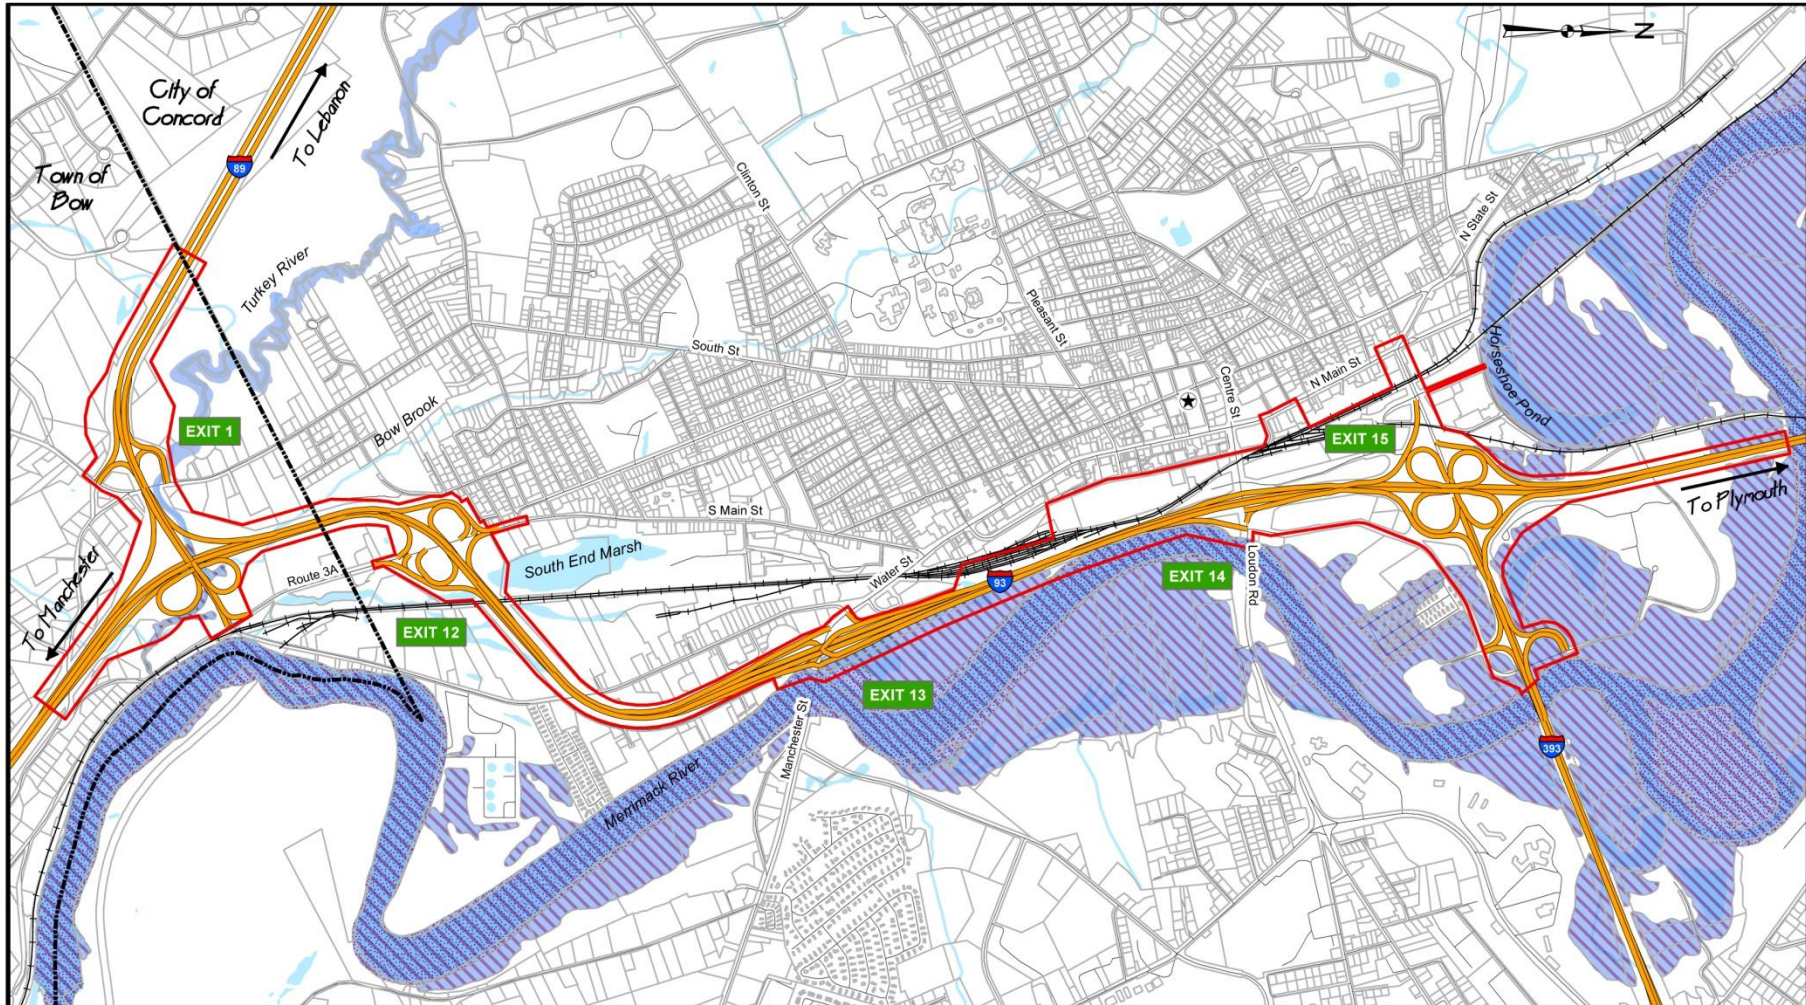 City of
Concord
To Lebanon
89
Town of
Bow
N
Clinton St
N State St
Turkey River
Pleasant St
South St
Horseshoe Pond
N Main St
Centre St
Bow Brook
EXIT 1
EXIT 15
To Plymouth
S Main St
South End Marsh
Route 3A
To Manchester
Water St
93
EXIT 14
Loudon Rd
EXIT 12
EXIT 13
Manchester St
Merrimack River
393